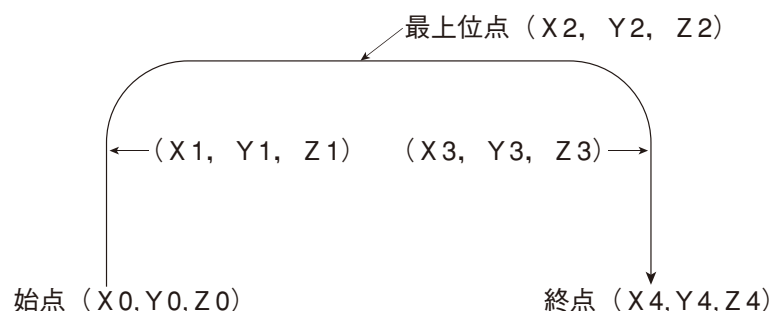 最上位点（X2, Y2, Z2）
（X1, Y1, Z1）
（X3, Y3, Z3）
始点（X0,Y0,Z0）
終点（X4,Y4,Z4）